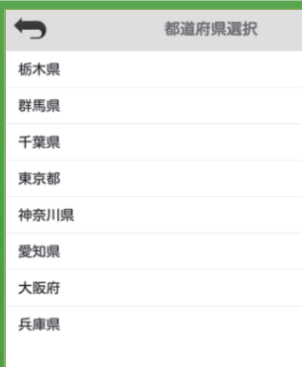 都道府県選択
栃木県
群馬県
千葉県
東京都
神奈川県
愛知県
大阪府
兵庫県